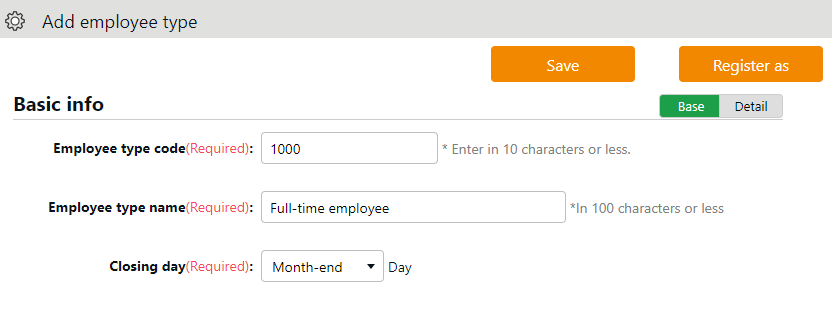 Add employee type
Save Register as
Basic info Base Detail
Employee type code(Required): 1000 * Enter in 10 characters or less.
Employee type name(Required): Full-time employee *In 100 characters or less
Closing day(Required): Month-end Day